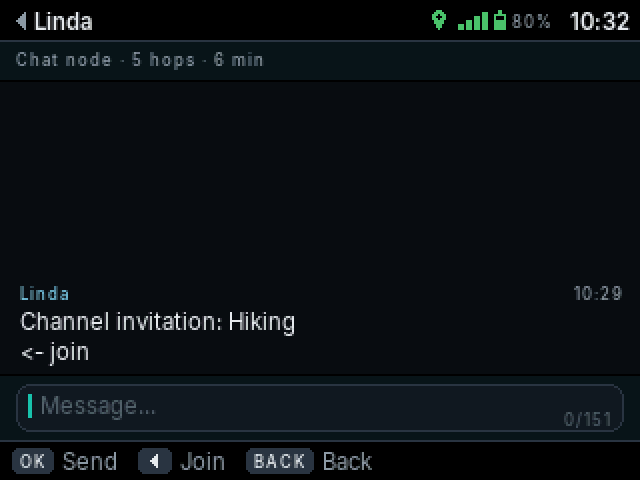 Linda
80%
10:32
Chat node · 5 hops · 6 min
Linda
10:29
Channel invitation: Hiking
<- join
Message...
0/151
OK Send
Join
BACK Back